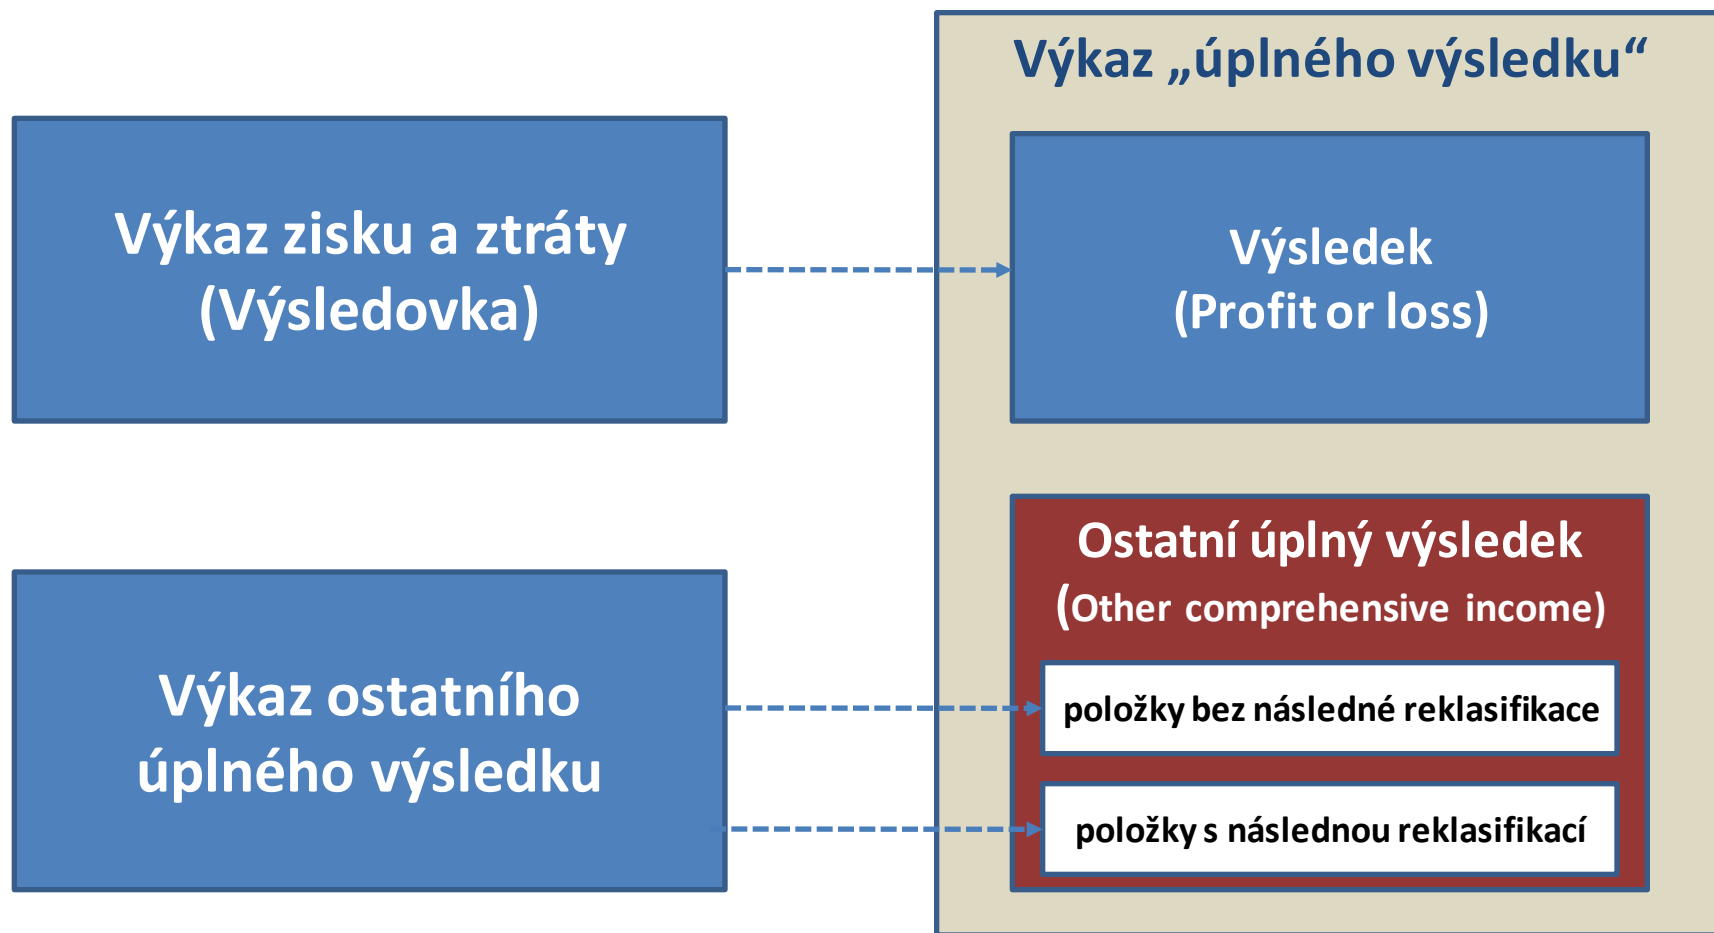 Výkaz „úplného výsledku“
Výkaz zisku a ztráty
(Výsledovka)
Výsledek
(Profit or loss)
Výkaz ostatního
úplného výsledku
Ostatní úplný výsledek
(Other comprehensive income)
položky bez následné reklasifikace
položky s následnou reklasifikací